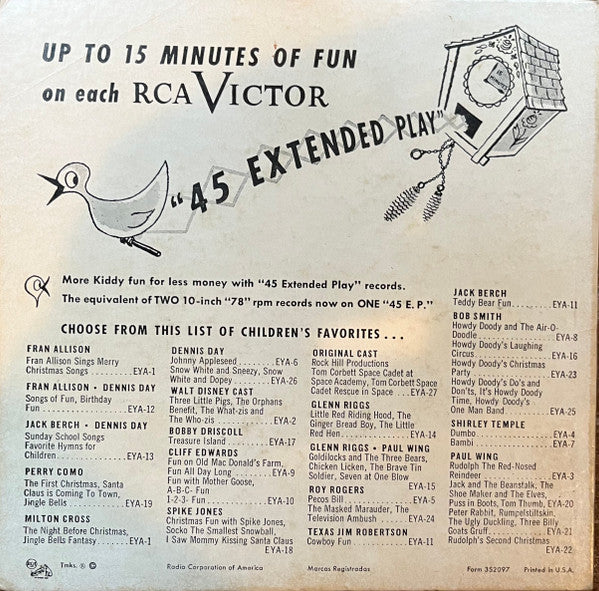 UP TO 15 MINUTES OF FUN
on each RCA VICTOR
"45 EXTENDED PLAY"
More Kiddy fun for less money with "45 Extended Play" records.
The equivalent of TWO 10-inch "78" rpm records now on ONE "45 E.P."
CHOOSE FROM THIS LIST OF CHILDREN'S FAVORITES ...
FRAN ALLISON
Fran Allison Sings Merry
Christmas Songs ......... EYA-1
FRAN ALLISON • DENNIS DAY
Songs of Fun, Birthday
Fun ......... EYA-12
JACK BERCH • DENNIS DAY
Sunday School Songs
Favorite Hymns for
Children ......... EYA-13
PERRY COMO
The First Christmas, Santa
Claus is Coming To Town,
Jingle Bells ......... EYA-19
MILTON CROSS
The Night Before Christmas,
Jingle Bells Fantasy ......... EYA-1
DENNIS DAY
Johnny Appleseed ......... EYA-6
Snow White and Sneezy, Snow
White and Dopey ......... EYA-26
WALT DISNEY CAST
Three Little Pigs, The Orphans
Benefit, The What-zis and
The Who-zis ......... EYA-2
BOBBY DRISCOLL
Treasure Island ......... EYA-17
CLIFF EDWARDS
Fun on Old Mac Donald's Farm,
Fun All Day Long ......... EYA-9
Fun with Mother Goose,
A-B-C- Fun
1-2-3- Fun ......... EYA-10
SPIKE JONES
Christmas Fun with Spike Jones,
Socko The Smallest Snowball,
I Saw Mommy Kissing Santa Claus
EYA-18
ORIGINAL CAST
Rock Hill Productions
Tom Corbett Space Cadet at
Space Academy, Tom Corbett Space
Cadet Rescue in Space ... EYA-27
GLENN RIGGS
Little Red Riding Hood, The
Ginger Bread Boy, The Little
Red Hen ......... EYA-14
GLENN RIGGS • PAUL WING
Goldilocks and The Three Bears,
Chicken Licken, The Brave Tin
Soldier, Seven at One Blow
EYA-15
ROY ROGERS
Pecos Bill ......... EYA-5
The Masked Marauder, The
Television Ambush ......... EYA-24
TEXAS JIM ROBERTSON
Cowboy Fun ......... EYA-11
JACK BERCH
Teddy Bear Fun ......... EYA-11
BOB SMITH
Howdy Doody and The Air-O-
Doodle ......... EYA-8
Howdy Doody's Laughing
Circus ......... EYA-16
Howdy Doody's Christmas
Party ......... EYA-23
Howdy Doody's Do's and
Don'ts, It's Howdy Doody
Time, Howdy Doody's
One Man Band ......... EYA-25
SHIRLEY TEMPLE
Dumbo ......... EYA-4
Bambi ......... EYA-7
PAUL WING
Rudolph The Red-Nosed
Reindeer ......... EYA-3
Jack and The Beanstalk, The
Shoe Maker and The Elves,
Puss in Boots, Tom Thumb, EYA-20
Peter Rabbit, Rumpelstiltsken,
The Ugly Duckling, Three Billy
Goats Gruff ......... EYA-21
Rudolph's Second Christmas
EYA-22
Tmks. ® ©
Radio Corporation of America
Marcas Registradas
Form 352097
Printed in U.S.A.